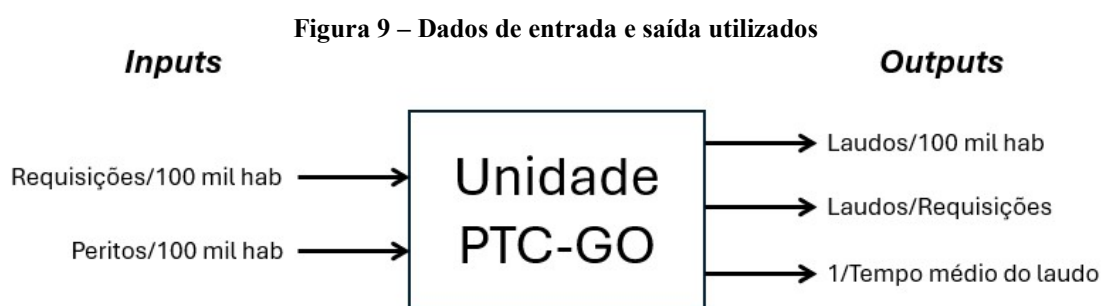 Figura 9 – Dados de entrada e saída utilizados
Inputs
Outputs
Requisições/100 mil hab
Peritos/100 mil hab
Unidade
PTC-GO
Laudos/100 mil hab
Laudos/Requisições
1/Tempo médio do laudo